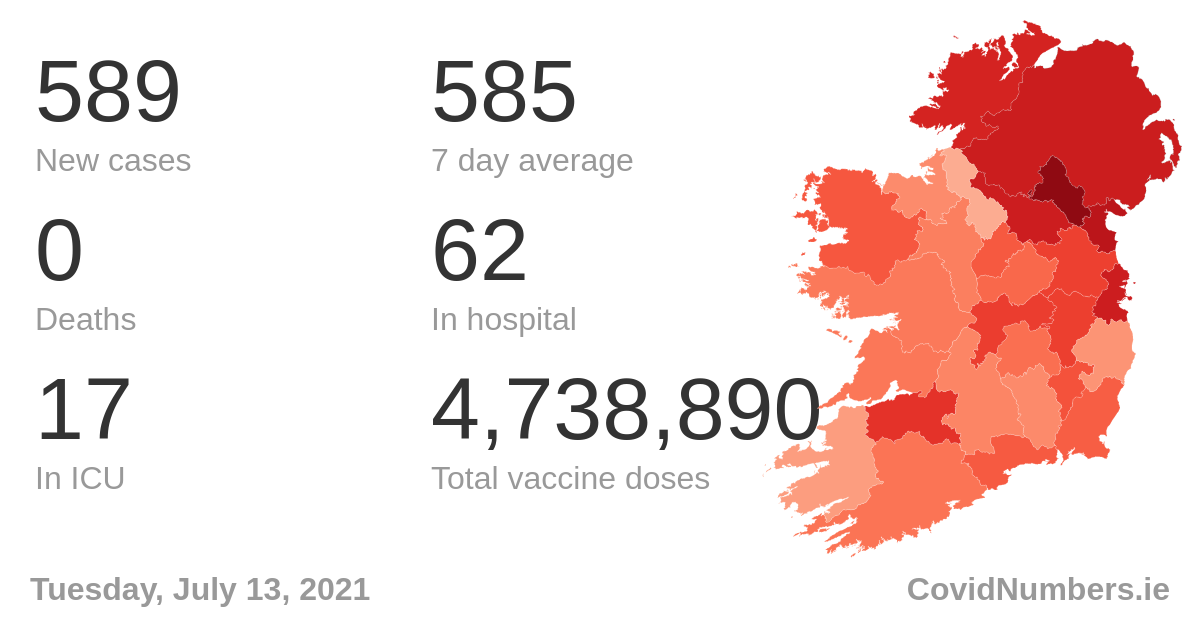 589 585
New cases 7 day average
0 62
Deaths In hospital
17 4,738,890
In ICU Total vaccine doses
Tuesday, July 13, 2021 CovidNumbers.ie